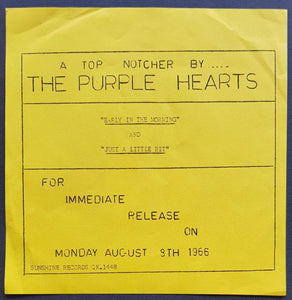 A TOP NOTCHER BY ....
THE PURPLE HEARTS
"EARLY IN THE MORNING"
AND
"JUST A LITTLE BIT"
FOR
IMMEDIATE
RELEASE
ON
MONDAY AUGUST 8TH 1966
SUNSHINE RECORDS QK.1448